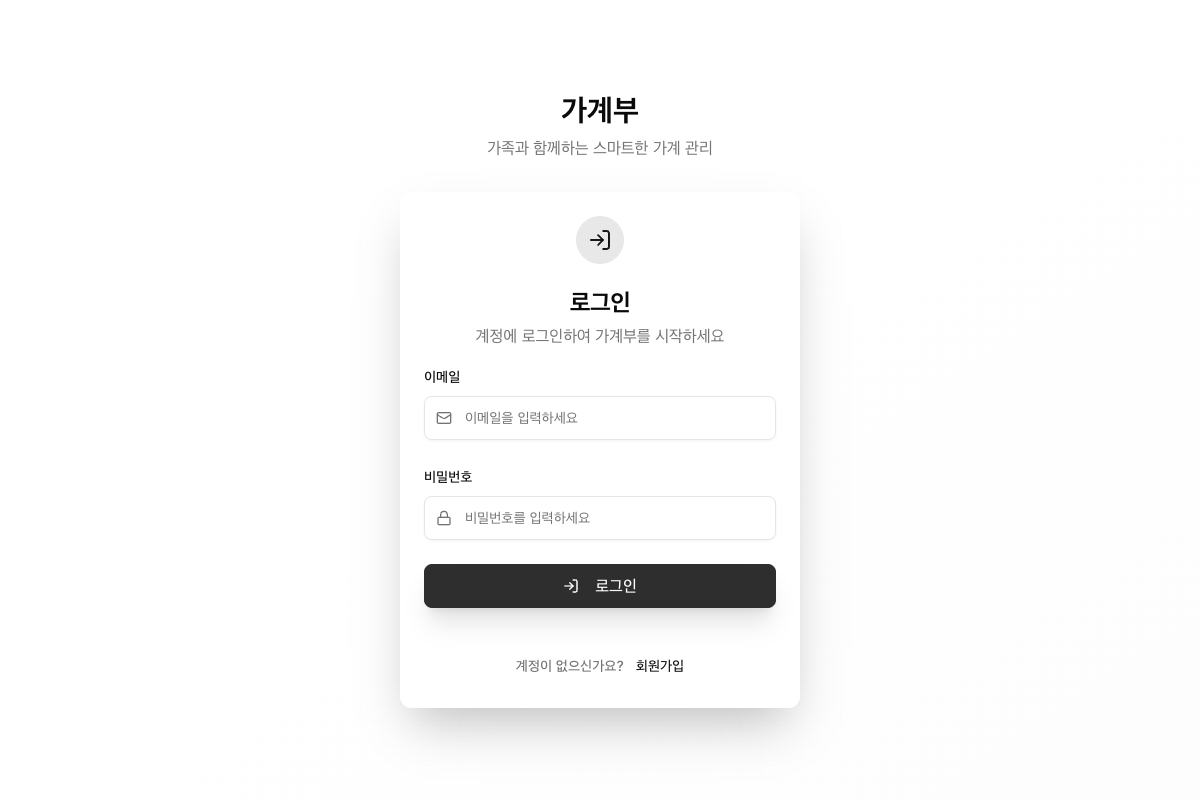 가계부
가족과 함께하는 스마트한 가계 관리
로그인
계정에 로그인하여 가계부를 시작하세요
이메일
이메일을 입력하세요
비밀번호
비밀번호를 입력하세요
로그인
계정이 없으신가요? 회원가입